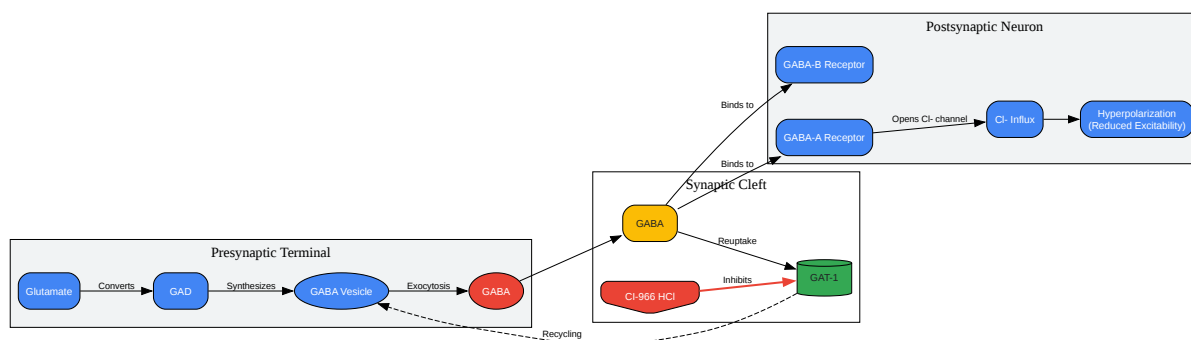 Postsynaptic Neuron
GABA-B Receptor
Binds to
GABA-A Receptor
Opens Cl- channel
Cl- Influx
Hyperpolarization
(Reduced Excitability)
Binds to
Synaptic Cleft
GABA
Reuptake
GAT-1
Inhibits
CI-966 HCl
Presynaptic Terminal
Glutamate
Converts
GAD
Synthesizes
GABA Vesicle
Exocytosis
GABA
Recycling